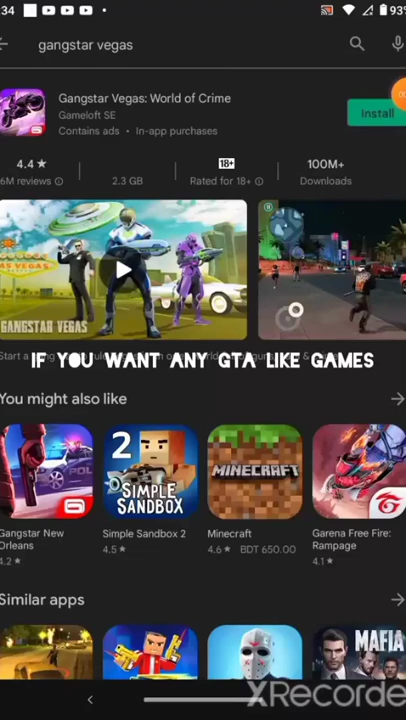 :34
93%
gangstar vegas
Gangstar Vegas: World of Crime
Gameloft SE
Contains ads • In-app purchases
Install
4.4★
6M reviews
2.3 GB
18+
Rated for 18+
100M+
Downloads
GANGSTAR VEGAS
IF YOU WANT ANY GTA LIKE GAMES
You might also like
2
SIMPLE
SANDBOX
MINECRAFT
Gangstar New
Orleans
4.2★
Simple Sandbox 2
4.5★
Minecraft
4.6★ BDT 650.00
Garena Free Fire:
Rampage
4.1★
Similar apps
MAFIA
XRecorde